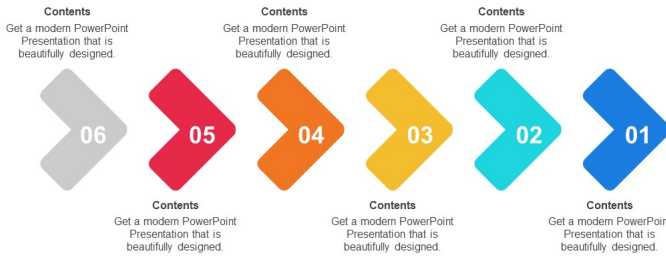 Contents
Get a modern PowerPoint
Presentation that is
beautifully designed.
Contents
Get a modern PowerPoint
Presentation that is
beautifully designed.
Contents
Get a modern PowerPoint
Presentation that is
beautifully designed.
06
05
04
03
02
01
Contents
Get a modern PowerPoint
Presentation that is
beautifully designed.
Contents
Get a modern PowerPoint
Presentation that is
beautifully designed.
Contents
Get a modern PowerPoin
Presentation that is
beautifully designed.